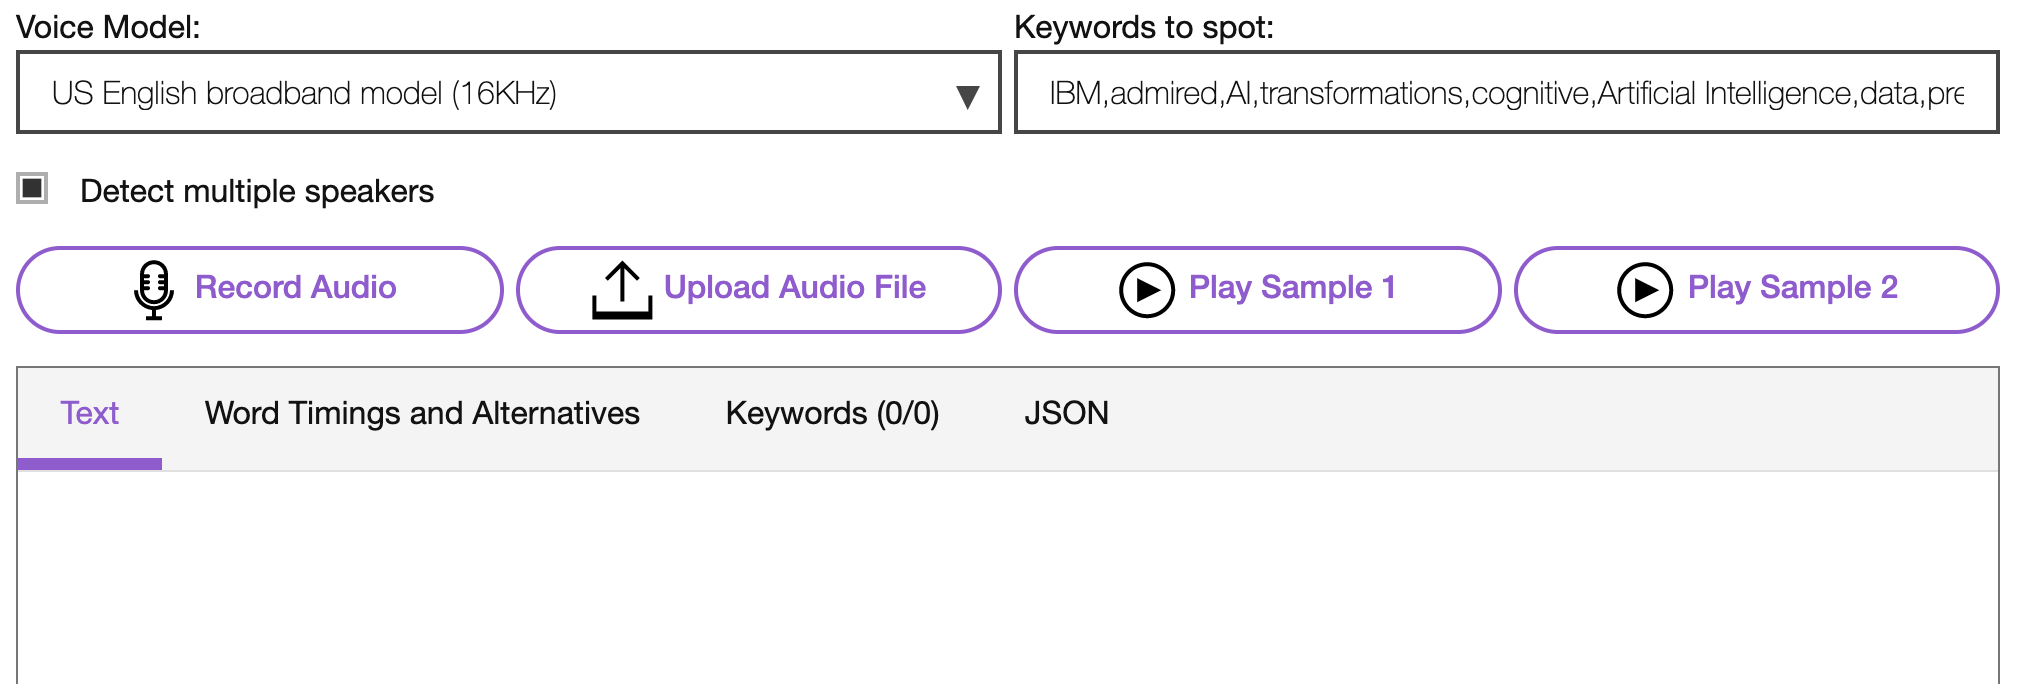 Voice Model:
Keywords to spot:
US English broadband model (16KHz)
IBM,admired,AI,transformations,cognitive,Artificial Intelligence,data,pre
Detect multiple speakers
Record Audio
Upload Audio File
Play Sample 1
Play Sample 2
Text
Word Timings and Alternatives
Keywords (0/0)
JSON